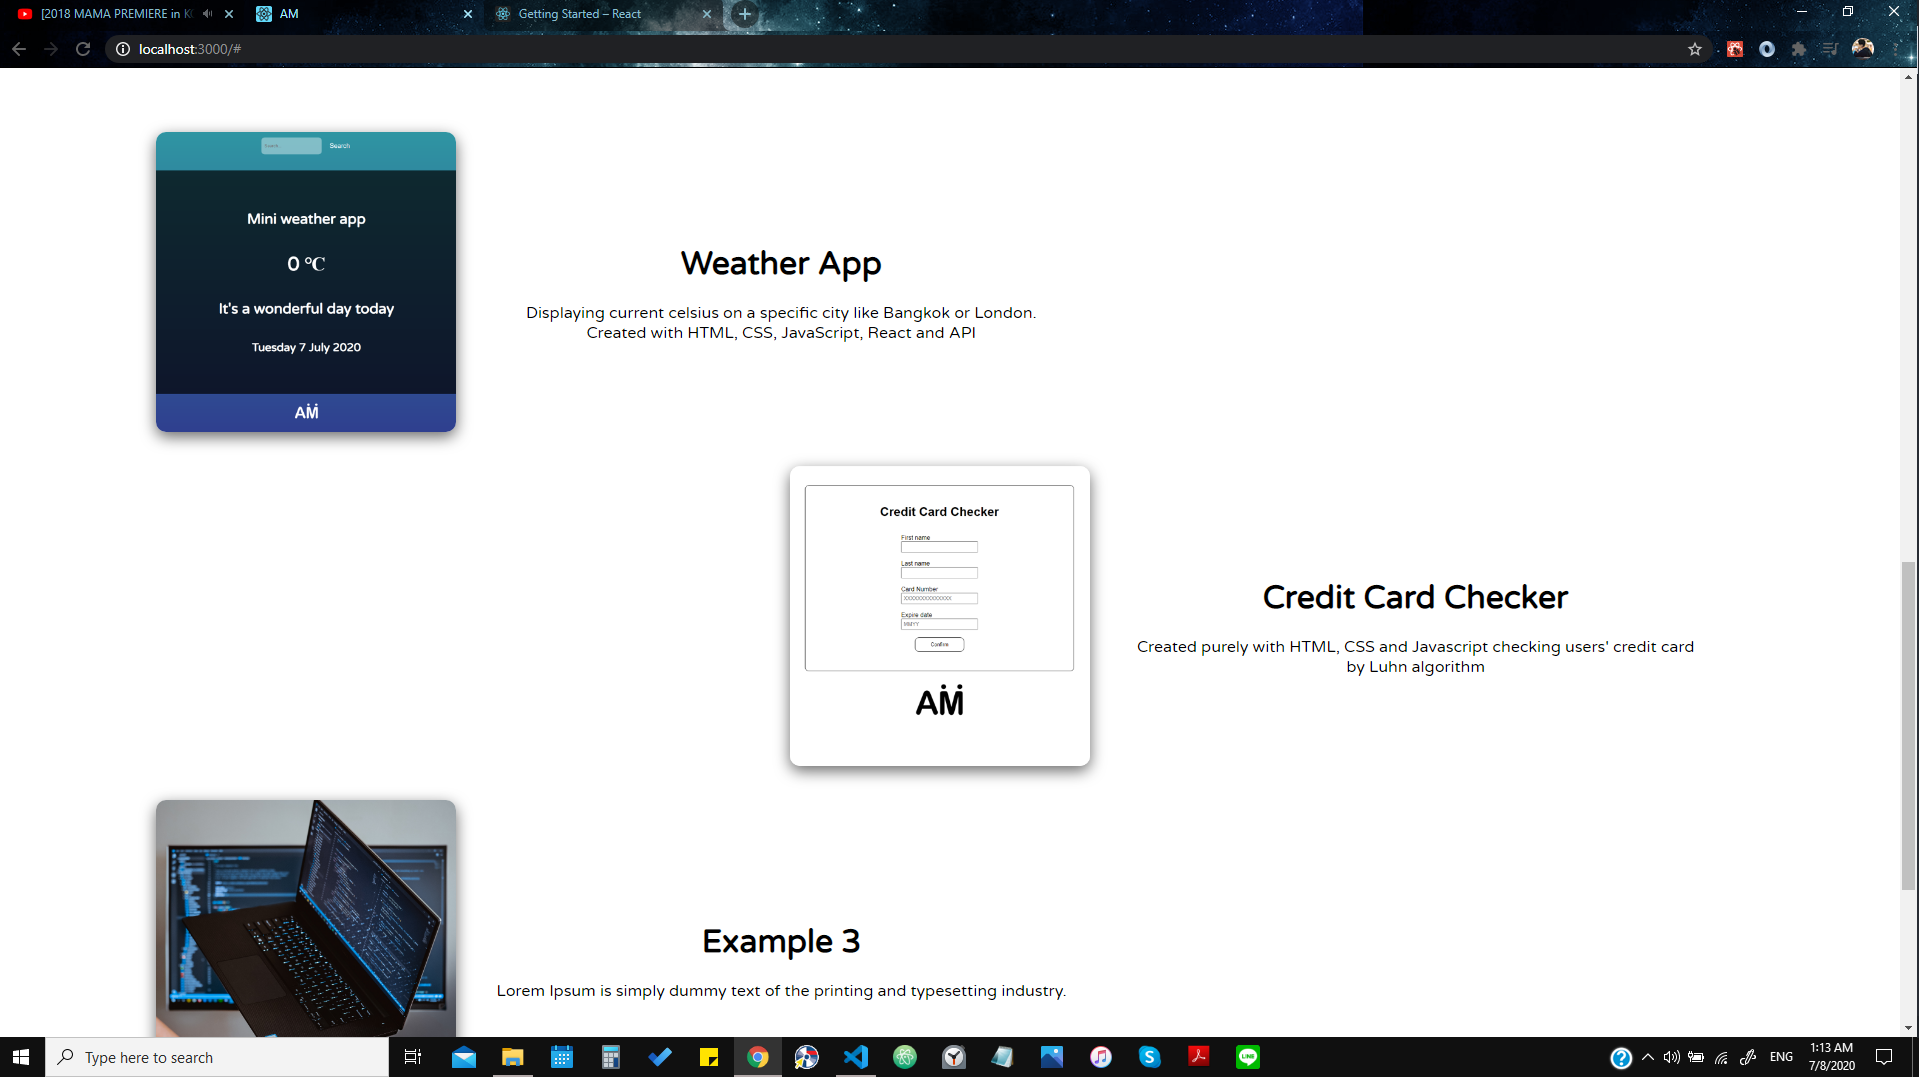 [2018 MAMA PREMIERE in K
AM
Getting Started – React
localhost:3000/#
Search
Search
Mini weather app
0 °C
It's a wonderful day today
Tuesday 7 July 2020
AM
Weather App
Displaying current celsius on a specific city like Bangkok or London.
Created with HTML, CSS, JavaScript, React and API
Credit Card Checker
First name
Last name
Card Number
Expire date
MMYY
Confirm
AM
Credit Card Checker
Created purely with HTML, CSS and Javascript checking users' credit card
by Luhn algorithm
Example 3
Lorem Ipsum is simply dummy text of the printing and typesetting industry.
Type here to search
LINE
ENG
1:13 AM
7/8/2020